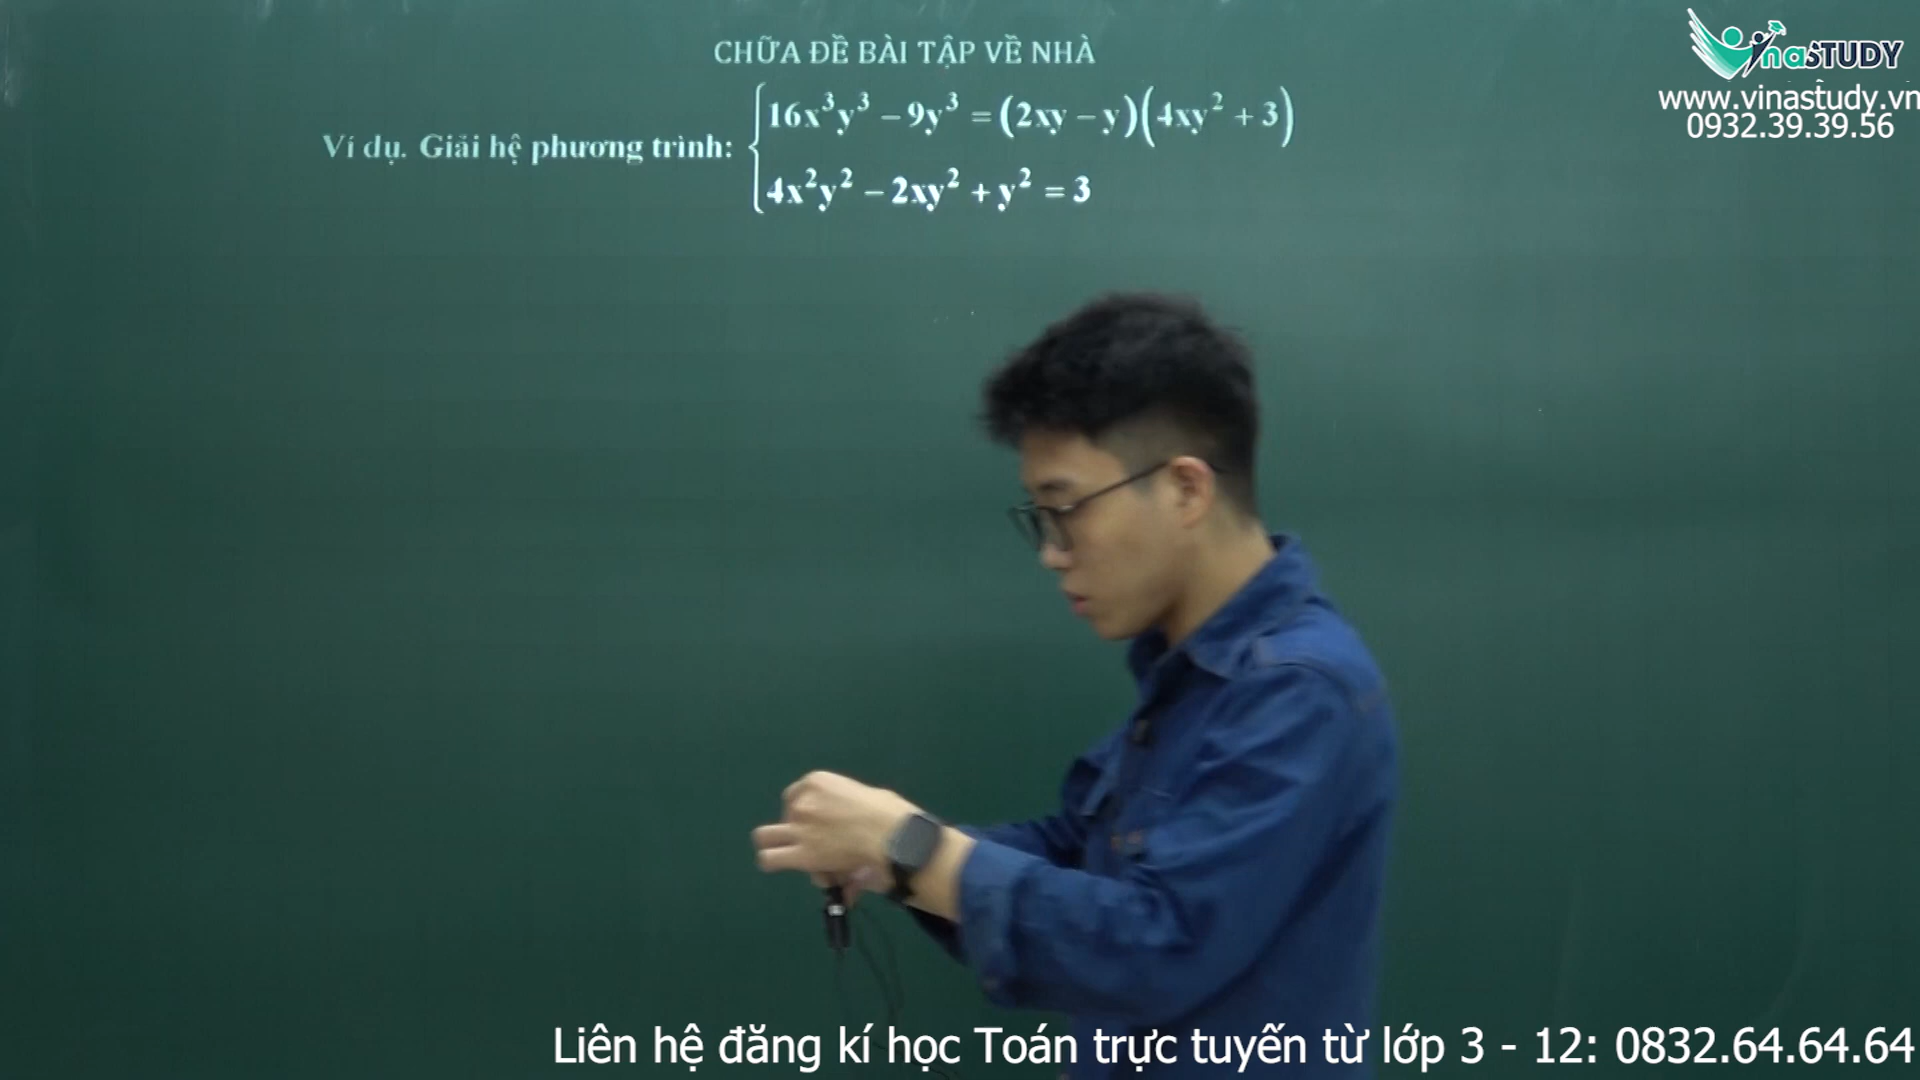 VinaSTUDY
www.vinastudy.vn
0932.39.39.56
CHỮA ĐỀ BÀI TẬP VỀ NHÀ
Ví dụ. Giải hệ phương trình: { 16x³y³ − 9y³ = (2xy − y)(4xy² + 3)
4x²y² − 2xy² + y² = 3
Liên hệ đăng kí học Toán trực tuyến từ lớp 3 - 12: 0832.64.64.64